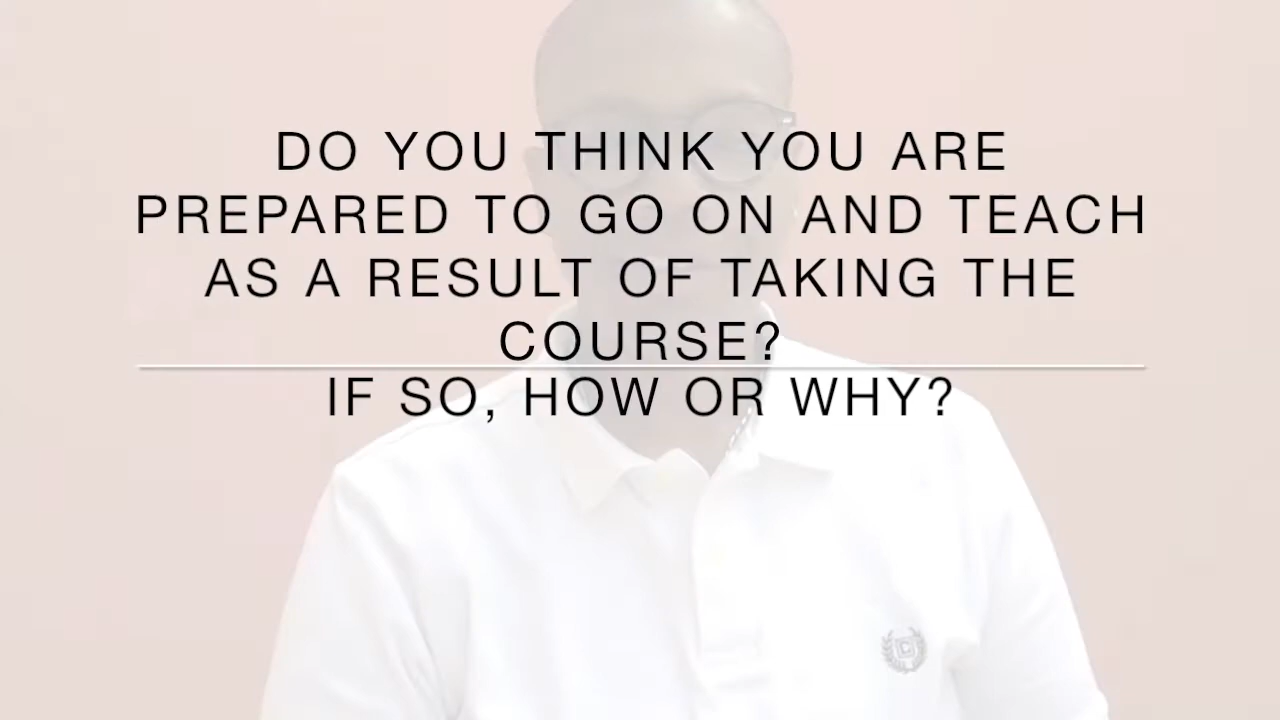 DO YOU THINK YOU ARE
PREPARED TO GO ON AND TEACH
AS A RESULT OF TAKING THE
COURSE?
IF SO, HOW OR WHY?